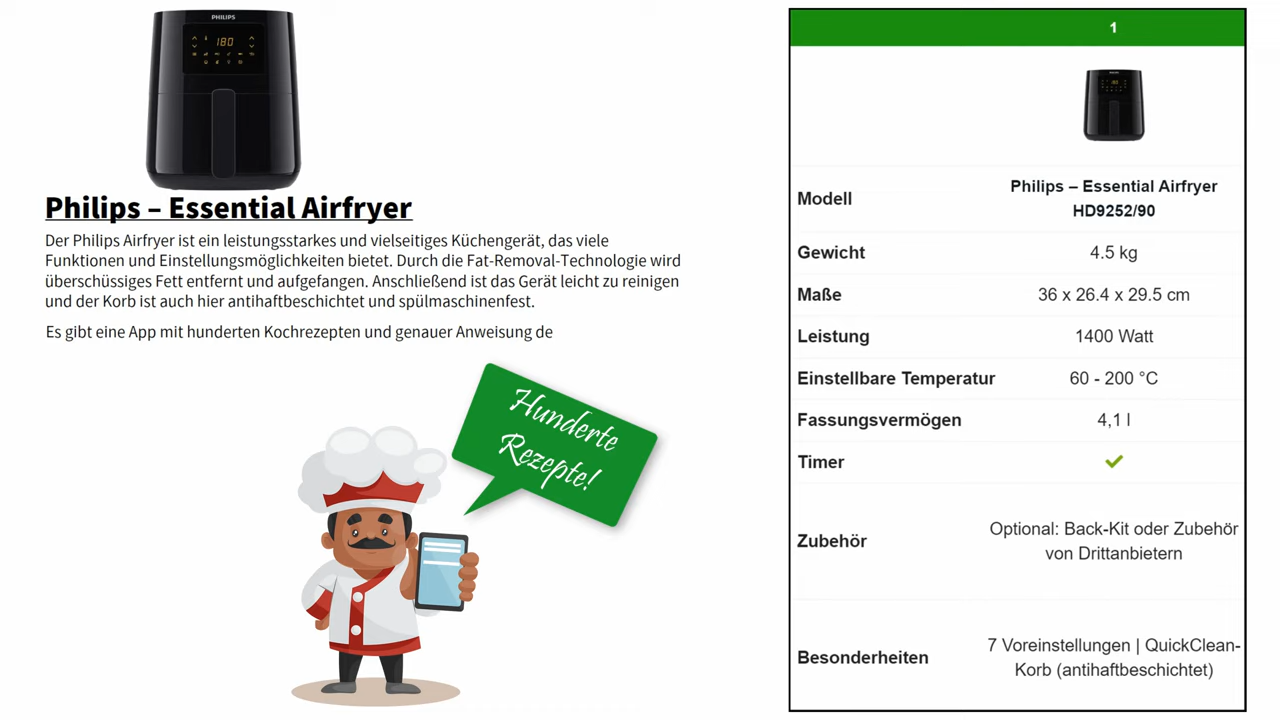 PHILIPS
180
Philips – Essential Airfryer
Der Philips Airfryer ist ein leistungsstarkes und vielseitiges Küchengerät, das viele
Funktionen und Einstellungsmöglichkeiten bietet. Durch die Fat-Removal-Technologie wird
überschüssiges Fett entfernt und aufgefangen. Anschließend ist das Gerät leicht zu reinigen
und der Korb ist auch hier antihaftbeschichtet und spülmaschinenfest.
Es gibt eine App mit hunderten Kochrezepten und genauer Anweisung de
Hunderte
Rezepte!
1
Modell
Philips – Essential Airfryer
HD9252/90
Gewicht 4.5 kg
Maße 36 x 26.4 x 29.5 cm
Leistung 1400 Watt
Einstellbare Temperatur 60 - 200 °C
Fassungsvermögen 4,1 l
Timer
Zubehör
Optional: Back-Kit oder Zubehör
von Drittanbietern
Besonderheiten
7 Voreinstellungen | QuickClean-
Korb (antihaftbeschichtet)